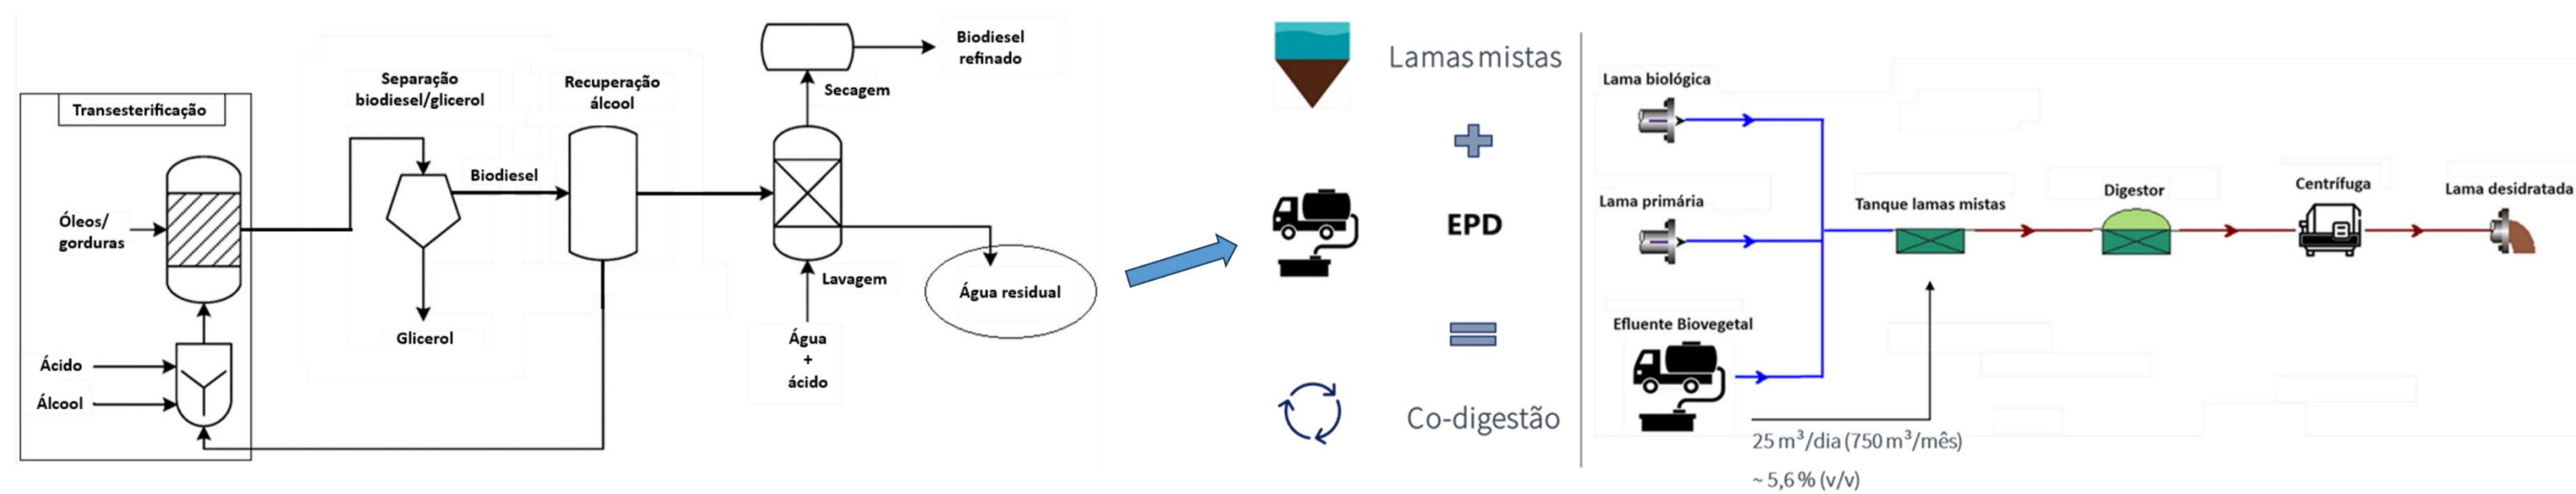 Transesterificação
Óleos/
gorduras
Ácido
Álcool
Separação
biodiesel/glicerol
Biodiesel
Glicerol
Recuperação
álcool
Secagem
Biodiesel
refinado
Lavagem
Água
+
ácido
Água residual
Lamas mistas
EPD
Co-digestão
Lama biológica
Lama primária
Efluente Biovegetal
Tanque lamas mistas
Digestor
Centrífuga
Lama desidratada
25 m³/dia (750 m³/mês)
~ 5,6 % (v/v)